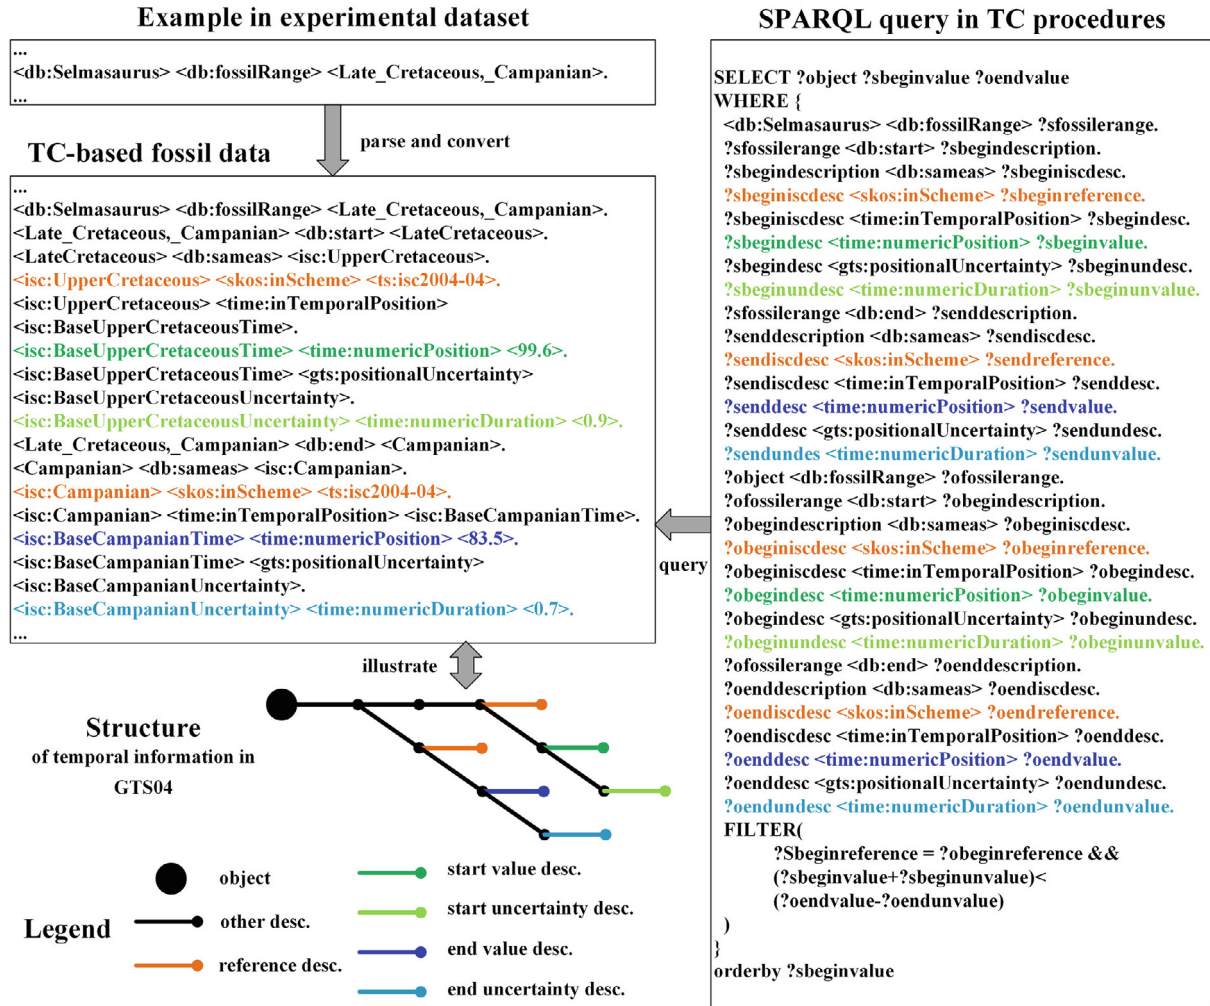 Example in experimental dataset
...
<db:Selmasaurus> <db:fossilRange> <Late_Cretaceous,_Campanian>.
...
parse and convert
TC-based fossil data
...
<db:Selmasaurus> <db:fossilRange> <Late_Cretaceous,_Campanian>.
<Late_Cretaceous,_Campanian> <db:start> <LateCretaceous>.
<LateCretaceous> <db:sameas> <isc:UpperCretaceous>.
<isc:UpperCretaceous> <skos:inScheme> <ts:isc2004-04>.
<isc:UpperCretaceous> <time:inTemporalPosition>
<isc:BaseUpperCretaceousTime>.
<isc:BaseUpperCretaceousTime> <time:numericPosition> <99.6>.
<isc:BaseUpperCretaceousTime> <gts:positionalUncertainty>
<isc:BaseUpperCretaceousUncertainty>.
<isc:BaseUpperCretaceousUncertainty> <time:numericDuration> <0.9>.
<Late_Cretaceous,_Campanian> <db:end> <Campanian>.
<Campanian> <db:sameas> <isc:Campanian>.
<isc:Campanian> <skos:inScheme> <ts:isc2004-04>.
<isc:Campanian> <time:inTemporalPosition> <isc:BaseCampanianTime>.
<isc:BaseCampanianTime> <time:numericPosition> <83.5>.
<isc:BaseCampanianTime> <gts:positionalUncertainty>
<isc:BaseCampanianUncertainty>.
<isc:BaseCampanianUncertainty> <time:numericDuration> <0.7>.
...
illustrate
Structure
of temporal information in
GTS04
Legend
object
other desc.
reference desc.
start value desc.
start uncertainty desc.
end value desc.
end uncertainty desc.
query
SPARQL query in TC procedures
SELECT ?object ?sbeginvalue ?oendvalue
WHERE {
<db:Selmasaurus> <db:fossilRange> ?sfossilerange.
?sfossilerange <db:start> ?sbegindescription.
?sbegindescription <db:sameas> ?sbeginiscdesc.
?sbeginiscdesc <skos:inScheme> ?sbeginreference.
?sbeginiscdesc <time:inTemporalPosition> ?sbegindesc.
?sbegindesc <time:numericPosition> ?sbeginvalue.
?sbegindesc <gts:positionalUncertainty> ?sbeginundesc.
?sbeginundesc <time:numericDuration> ?sbeginunvalue.
?sfossilerange <db:end> ?senddescription.
?senddescription <db:sameas> ?sendiscdesc.
?sendiscdesc <skos:inScheme> ?sendreference.
?sendiscdesc <time:inTemporalPosition> ?senddesc.
?senddesc <time:numericPosition> ?sendvalue.
?senddesc <gts:positionalUncertainty> ?sendundesc.
?sendundes <time:numericDuration> ?sendunvalue.
?object <db:fossilRange> ?ofossilerange.
?ofossilerange <db:start> ?obegindescription.
?obegindescription <db:sameas> ?obeginiscdesc.
?obeginiscdesc <skos:inScheme> ?obeginreference.
?obeginiscdesc <time:inTemporalPosition> ?obegindesc.
?obegindesc <time:numericPosition> ?obeginvalue.
?obegindesc <gts:positionalUncertainty> ?obeginundesc.
?obeginundesc <time:numericDuration> ?obeginunvalue.
?ofossilerange <db:end> ?oenddescription.
?oenddescription <db:sameas> ?oendiscdesc.
?oendiscdesc <skos:inScheme> ?oendreference.
?oendiscdesc <time:inTemporalPosition> ?oenddesc.
?oenddesc <time:numericPosition> ?oendvalue.
?oenddesc <gts:positionalUncertainty> ?oendundesc.
?oendundesc <time:numericDuration> ?oendunvalue.
FILTER(
?Sbeginreference = ?obeginreference &&
(?sbeginvalue+?sbeginunvalue)<
(?oendvalue-?oendunvalue)
)
}
orderby ?sbeginvalue